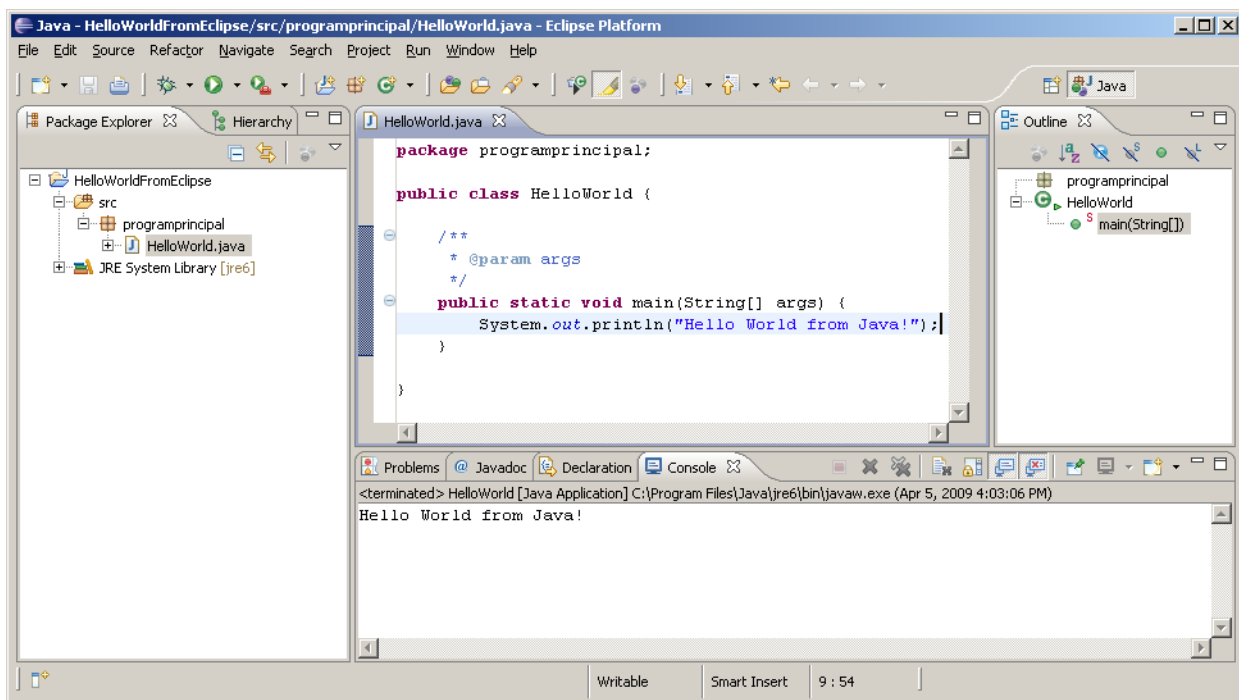 Java - HelloWorldFromEclipse/src/programprincipal/HelloWorld.java - Eclipse Platform
File Edit Source Refactor Navigate Search Project Run Window Help
Java
Package Explorer Hierarchy
HelloWorldFromEclipse
src
programprincipal
HelloWorld.java
JRE System Library [jre6]
HelloWorld.java
package programprincipal;
public class HelloWorld {
/**
* @param args
*/
public static void main(String[] args) {
System.out.println("Hello World from Java!");
}
}
Outline
programprincipal
HelloWorld
main(String[])
Problems Javadoc Declaration Console
<terminated> HelloWorld [Java Application] C:\Program Files\Java\jre6\bin\javaw.exe (Apr 5, 2009 4:03:06 PM)
Hello World from Java!
Writable Smart Insert 9 : 54